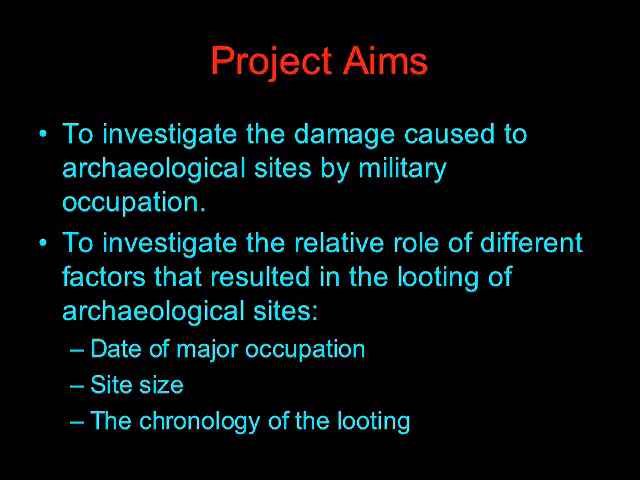 Project Aims
• To investigate the damage caused to
archaeological sites by military
occupation.
• To investigate the relative role of different
factors that resulted in the looting of
archaeological sites:
– Date of major occupation
– Site size
– The chronology of the looting